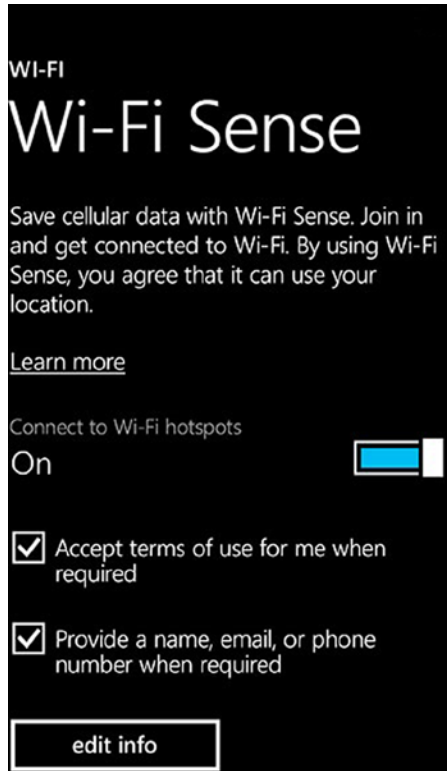 WI-FI
Wi-Fi Sense
Save cellular data with Wi-Fi Sense. Join in
and get connected to Wi-Fi. By using Wi-Fi
Sense, you agree that it can use your
location.
Learn more
Connect to Wi-Fi hotspots
On
Accept terms of use for me when
required
Provide a name, email, or phone
number when required
edit info